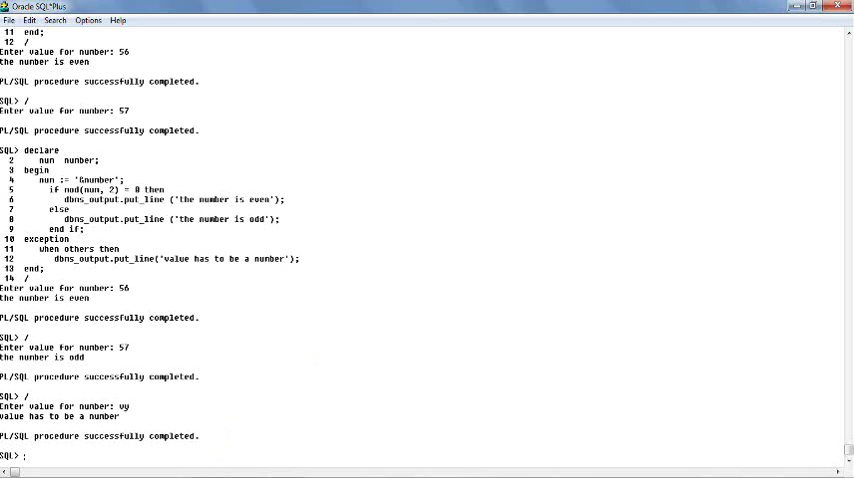 Oracle SQL*Plus
File Edit Search Options Help
11 end;
12 /
Enter value for number: 56
the number is even
PL/SQL procedure successfully completed.
SQL> /
Enter value for number: 57
PL/SQL procedure successfully completed.
SQL> declare
2 num number;
3 begin
4 num := '&number';
5 if mod(num, 2) = 0 then
6 dbms_output.put_line ('the number is even');
7 else
8 dbms_output.put_line ('the number is odd');
9 end if;
10 exception
11 when others then
12 dbms_output.put_line('value has to be a number');
13 end;
14 /
Enter value for number: 56
the number is even
PL/SQL procedure successfully completed.
SQL> /
Enter value for number: 57
the number is odd
PL/SQL procedure successfully completed.
SQL> /
Enter value for number: vy
value has to be a number
PL/SQL procedure successfully completed.
SQL> ;